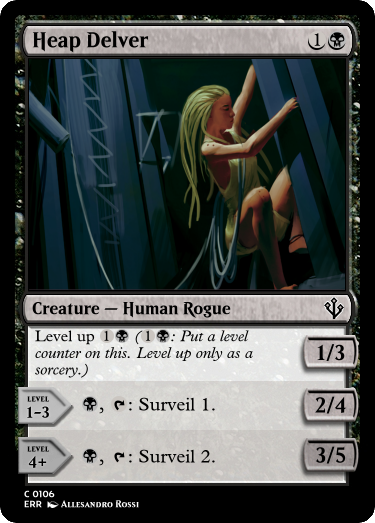 Heap Delver 1
Creature — Human Rogue
Level up 1 ( 1 : Put a level
counter on this. Level up only as a
sorcery.)
1/3
LEVEL
1-3
, : Surveil 1.
2/4
LEVEL
4+
, : Surveil 2.
3/5
C 0106
ERR Allesandro Rossi